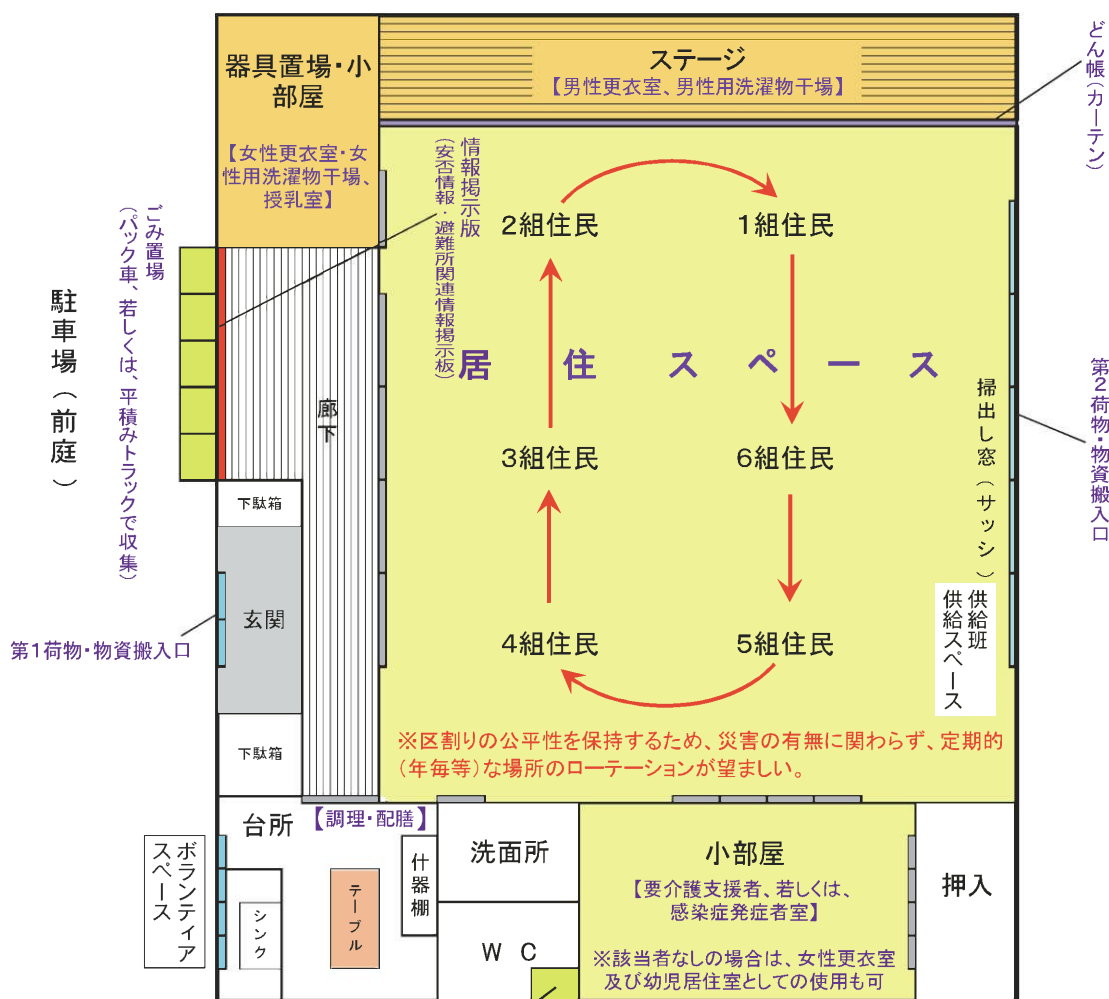 器具置場・小
部屋
【女性更衣室・女
性用洗濯物干場、
授乳室】
ステージ
【男性更衣室、男性用洗濯物干場】
どん帳(カーテン)
情報掲示版
(安否情報・避難所関連情報掲示板)
ごみ置場
(パック車、若しくは、平積みトラックで収集)
駐車場(前庭)
2組住民
1組住民
居住スペース
3組住民
6組住民
4組住民
5組住民
廊下
掃出し窓(サッシ)
第2荷物・物資搬入口
供給班
供給スペース
下駄箱
玄関
第1荷物・物資搬入口
下駄箱
※区割りの公平性を保持するため、災害の有無に関わらず、定期的
(年毎等)な場所のローテーションが望ましい。
台所
【調理・配膳】
ボランティア
スペース
シンク
テーブル
什器棚
洗面所
WC
小部屋
【要介護支援者、若しくは、
感染症発症者室】
※該当者なしの場合は、女性更衣室
及び幼児居住室としての使用も可
押入